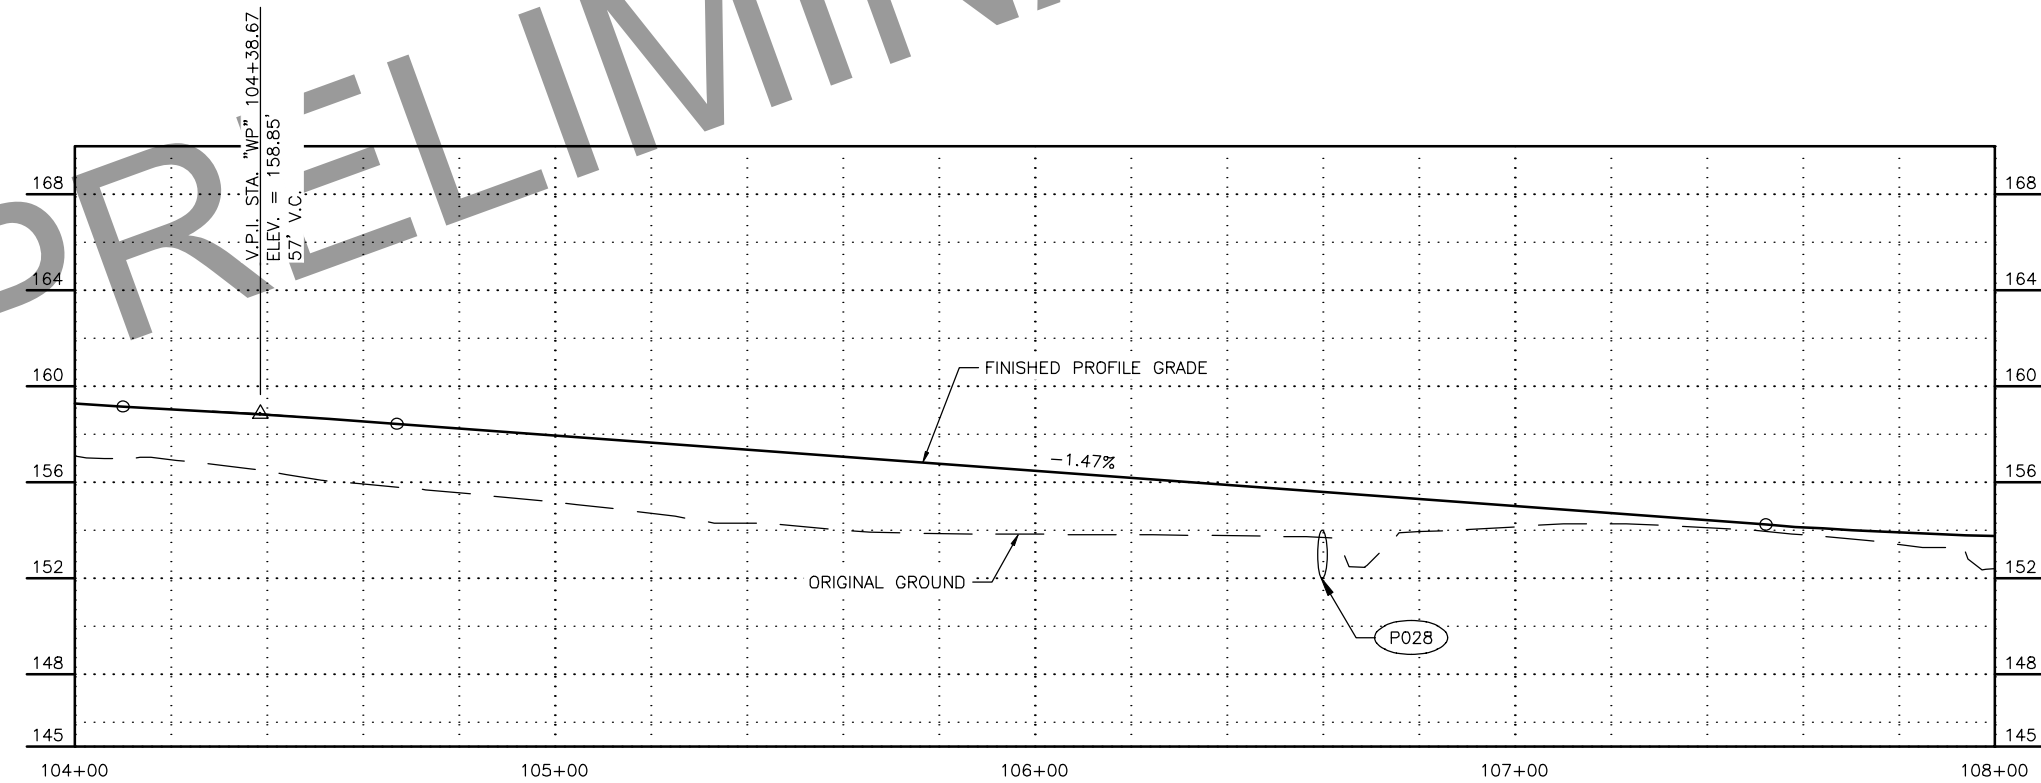 PRELIMIN
V.P.I. STA. "WP" 104+38.67
ELEV. = 158.85'
57' V.C.
168
168
164
164
160
160
FINISHED PROFILE GRADE
-1.47%
156
156
ORIGINAL GROUND
152
152
P028
148
148
145
145
104+00
105+00
106+00
107+00
108+00